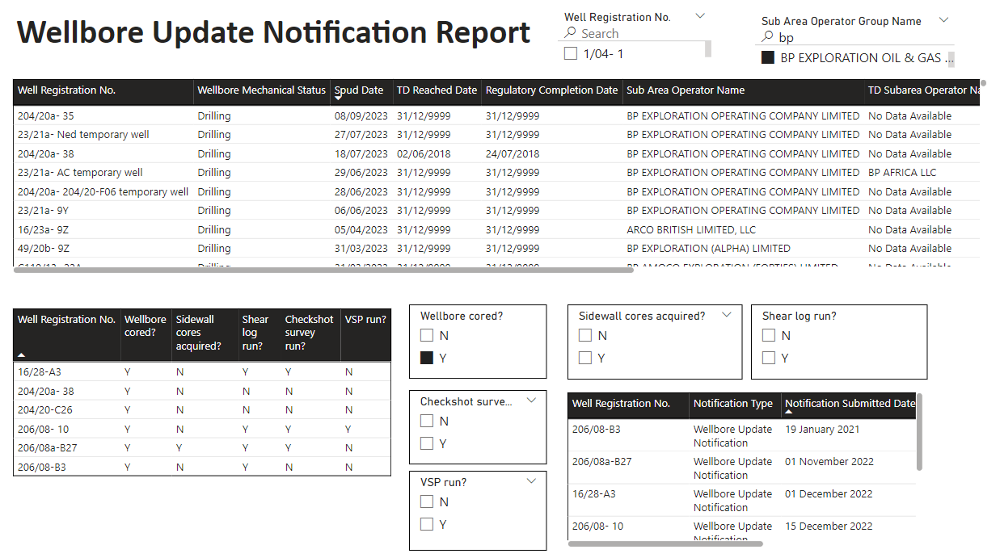 Wellbore Update Notification Report
Well Registration No.
Search
1/04- 1
Sub Area Operator Group Name
bp
BP EXPLORATION OIL & GAS ...
Well Registration No. Wellbore Mechanical Status Spud Date TD Reached Date Regulatory Completion Date Sub Area Operator Name TD Subarea Operator Na
204/20a- 35 Drilling 08/09/2023 31/12/9999 31/12/9999 BP EXPLORATION OPERATING COMPANY LIMITED No Data Available
23/21a- Ned temporary well Drilling 27/07/2023 31/12/9999 31/12/9999 BP EXPLORATION OPERATING COMPANY LIMITED No Data Available
204/20a- 38 Drilling 18/07/2023 02/06/2018 24/07/2018 BP EXPLORATION OPERATING COMPANY LIMITED No Data Available
23/21a- AC temporary well Drilling 29/06/2023 31/12/9999 31/12/9999 BP EXPLORATION OPERATING COMPANY LIMITED BP AFRICA LLC
204/20a- 204/20-F06 temporary well Drilling 28/06/2023 31/12/9999 31/12/9999 BP EXPLORATION OPERATING COMPANY LIMITED No Data Available
23/21a- 9Y Drilling 06/06/2023 31/12/9999 31/12/9999 BP EXPLORATION OPERATING COMPANY LIMITED No Data Available
16/23a- 9Z Drilling 05/04/2023 31/12/9999 31/12/9999 ARCO BRITISH LIMITED, LLC No Data Available
49/20b- 9Z Drilling 31/03/2023 31/12/9999 31/12/9999 BP EXPLORATION (ALPHA) LIMITED No Data Available
Drilling 31/12/9999 31/12/9999 BP AMOCO EXPLORATION (FORTIES) LIMITED No Data Available
Well Registration No. Wellbore cored? Sidewall cores acquired? Shear log run? Checkshot survey run? VSP run?
16/28-A3 Y N Y Y N
204/20a- 38 Y N N N N
204/20-C26 Y N N N N
206/08- 10 Y N Y Y Y
206/08a-B27 Y Y Y Y N
206/08-B3 Y N Y N N
Wellbore cored?
N
Y
Sidewall cores acquired?
N
Y
Shear log run?
N
Y
Checkshot surve...
N
Y
VSP run?
N
Y
Well Registration No. Notification Type Notification Submitted Date
206/08-B3 Wellbore Update 19 January 2021
Notification
206/08a-B27 Wellbore Update 01 November 2022
Notification
16/28-A3 Wellbore Update 01 December 2022
Notification
206/08- 10 Wellbore Update 15 December 2022
Notification